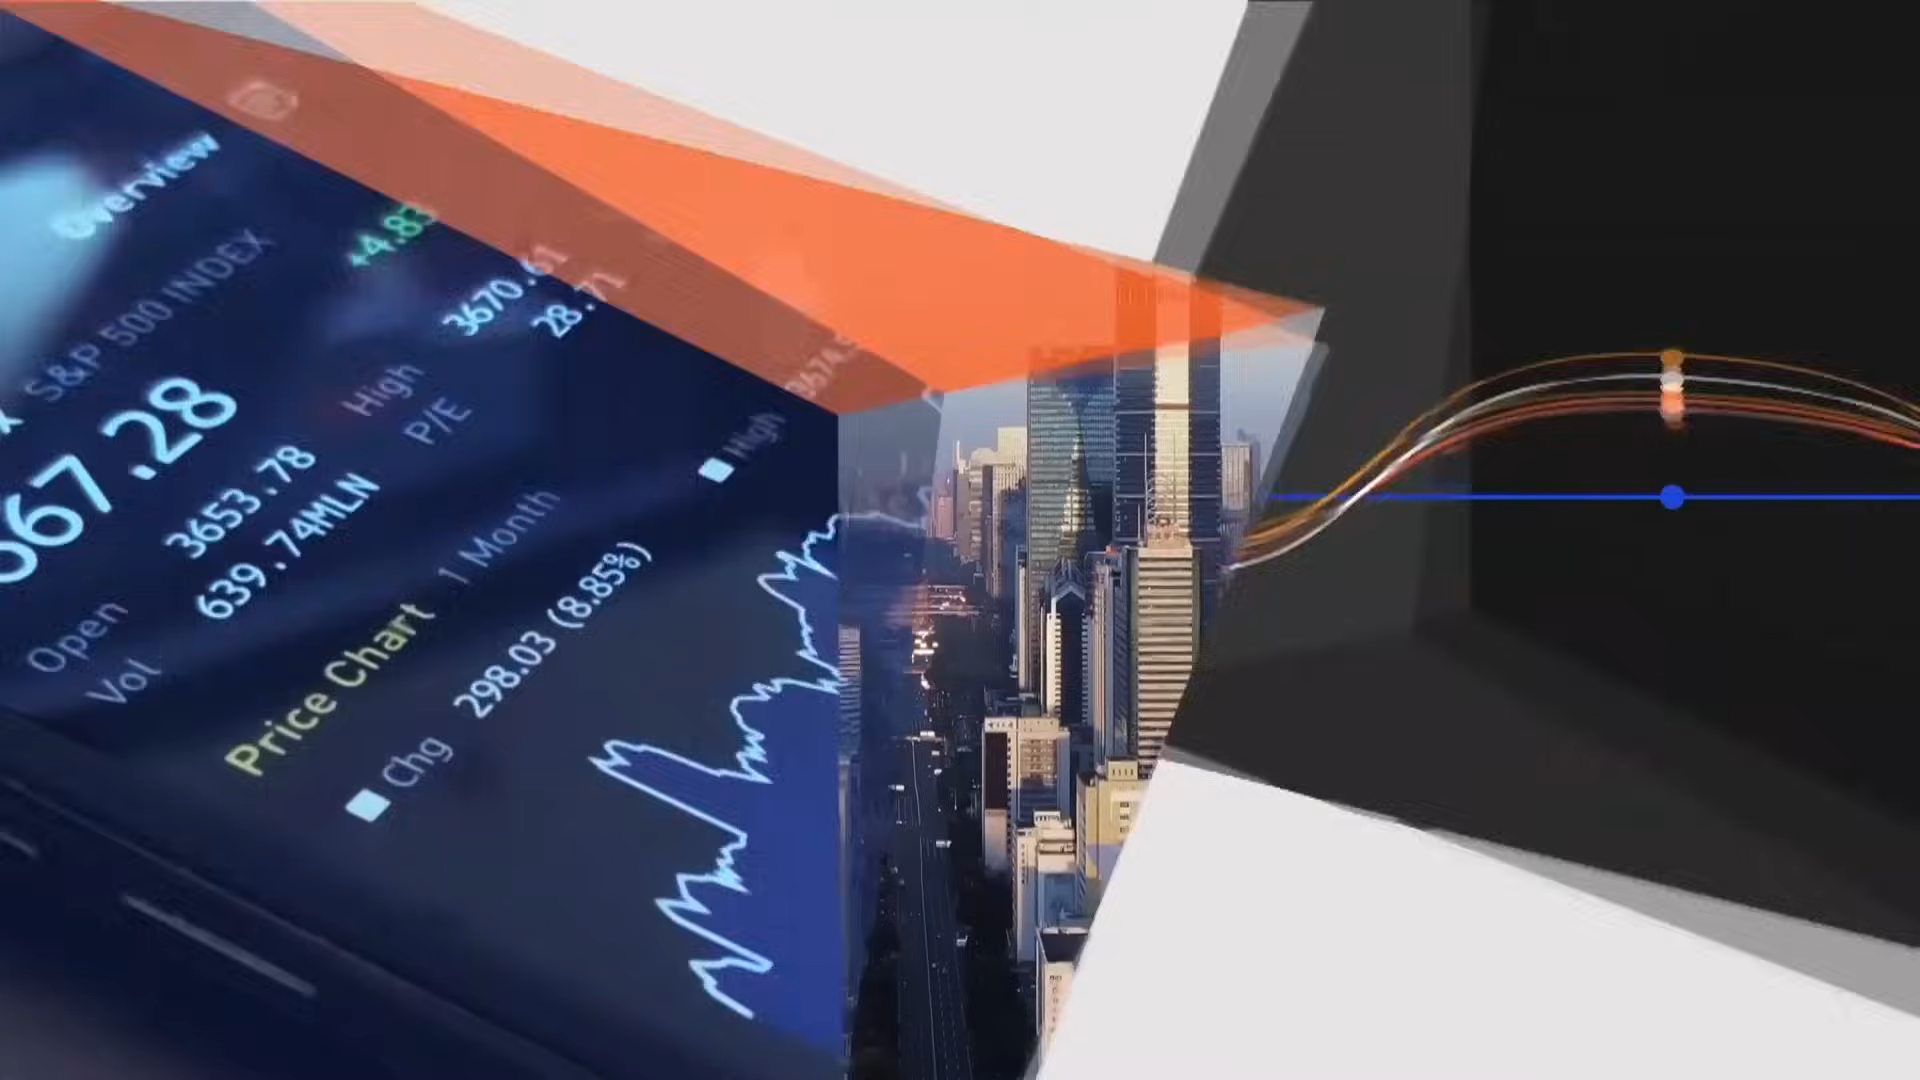 Overview
S&P 500 INDEX
+4.83
67.28
High
3670.61
P/E
28.71
Open
3653.78
Vol
639.74MLN
Price Chart
1 Month
Chg
298.03 (8.85%)
High